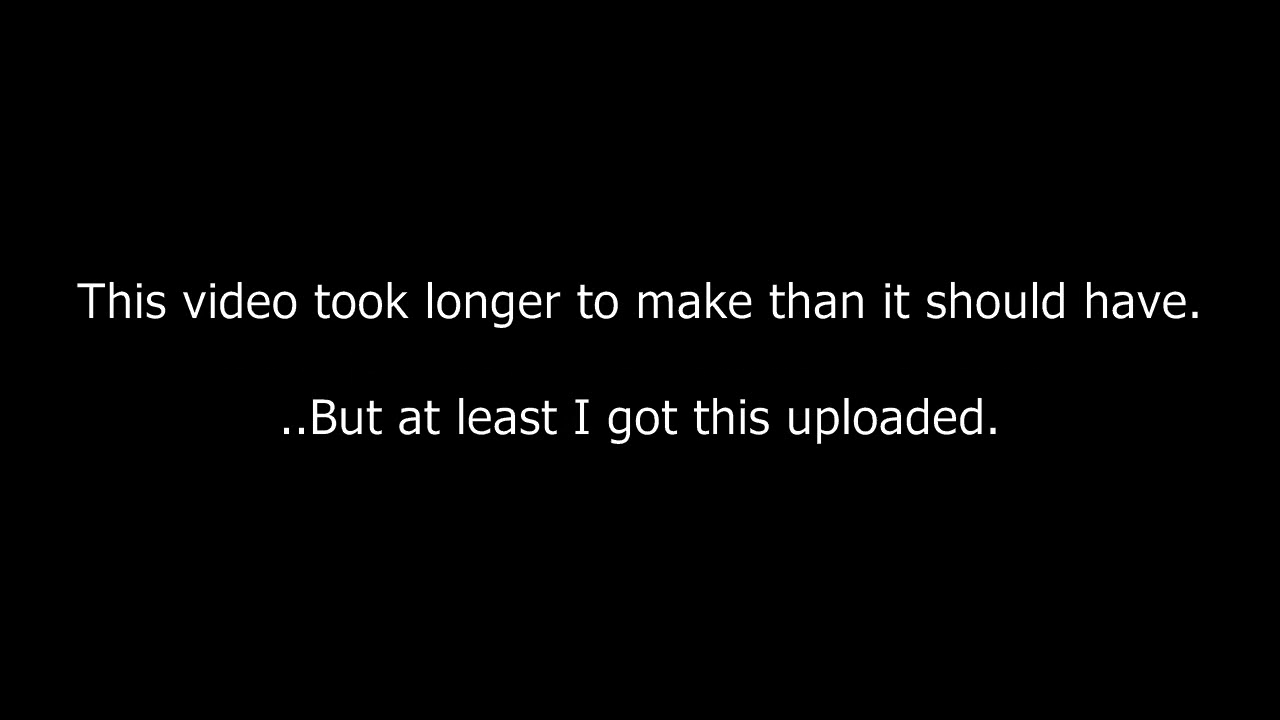 This video took longer to make than it should have.
..But at least I got this uploaded.